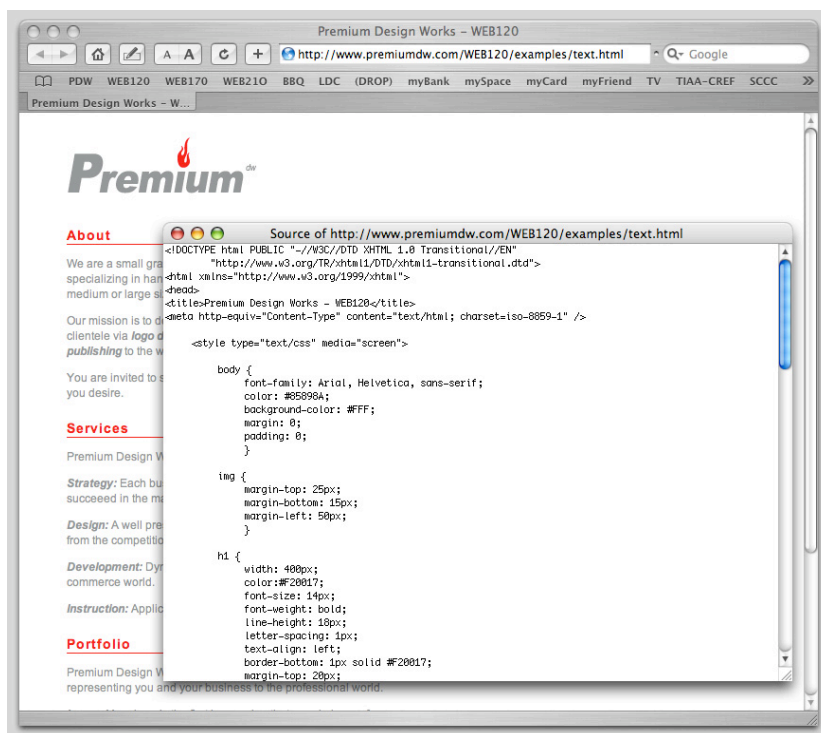 Premium Design Works – WEB120
A A
http://www.premiumdw.com/WEB120/examples/text.html
Google
PDW WEB120 WEB170 WEB210 BBQ LDC (DROP) myBank mySpace myCard myFriend TV TIAA-CREF SCCC
Premium Design Works – W...
Premium dw
About
We are a small gra
specializing in han
medium or large si
Our mission is to d
clientele via logo d
publishing to the w
You are invited to s
you desire.
Services
Premium Design W
Strategy: Each bu
succeeed in the ma
Design: A well pre
from the competitio
Development: Dyn
commerce world.
Instruction: Applic
Portfolio
Premium Design W
representing you and your business to the professional world.
Source of http://www.premiumdw.com/WEB120/examples/text.html
<!DOCTYPE html PUBLIC "-//W3C//DTD XHTML 1.0 Transitional//EN"
"http://www.w3.org/TR/xhtml1/DTD/xhtml1-transitional.dtd">
<html xmlns="http://www.w3.org/1999/xhtml">
<head>
<title>Premium Design Works – WEB120</title>
<meta http-equiv="Content-Type" content="text/html; charset=iso-8859-1" />
<style type="text/css" media="screen">
body {
font-family: Arial, Helvetica, sans-serif;
color: #85898A;
background-color: #FFF;
margin: 0;
padding: 0;
}
img {
margin-top: 25px;
margin-bottom: 15px;
margin-left: 50px;
}
h1 {
width: 400px;
color:#F20017;
font-size: 14px;
font-weight: bold;
line-height: 18px;
letter-spacing: 1px;
text-align: left;
border-bottom: 1px solid #F20017;
margin-top: 20px;